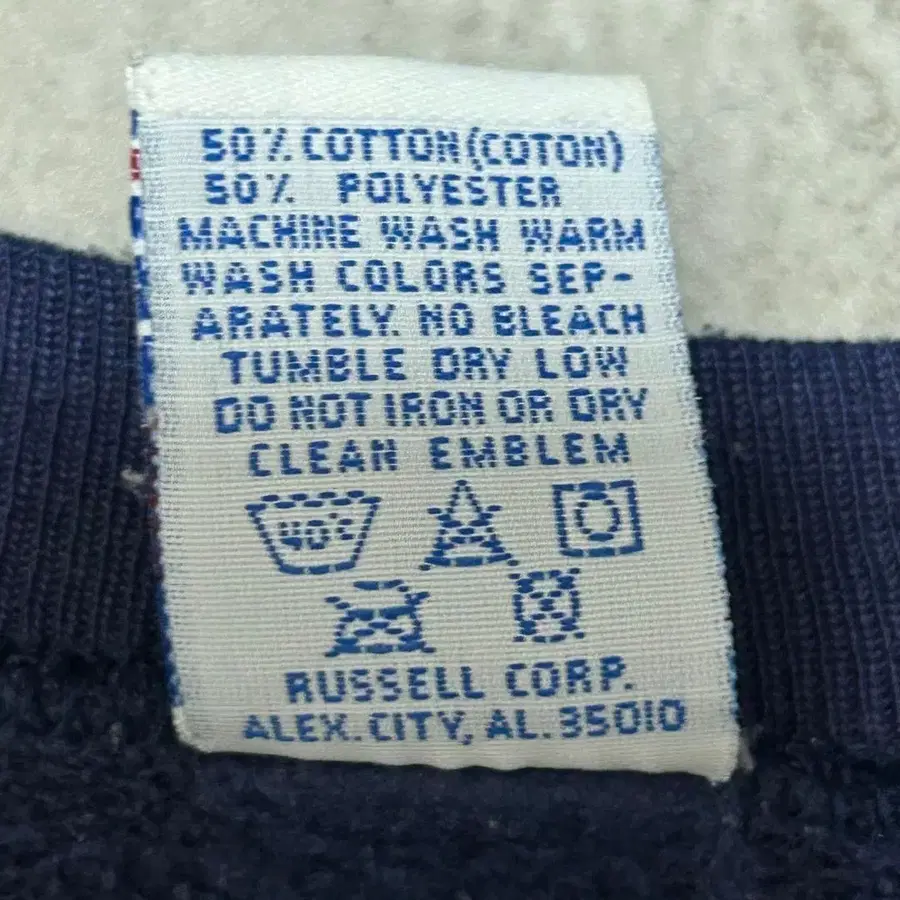 50% COTTON (COTON)
50% POLYESTER
MACHINE WASH WARM
WASH COLORS SEP-
ARATELY. NO BLEACH
TUMBLE DRY LOW
DO NOT IRON OR DRY
CLEAN EMBLEM
40°C
RUSSELL CORP.
ALEX. CITY, AL. 35010